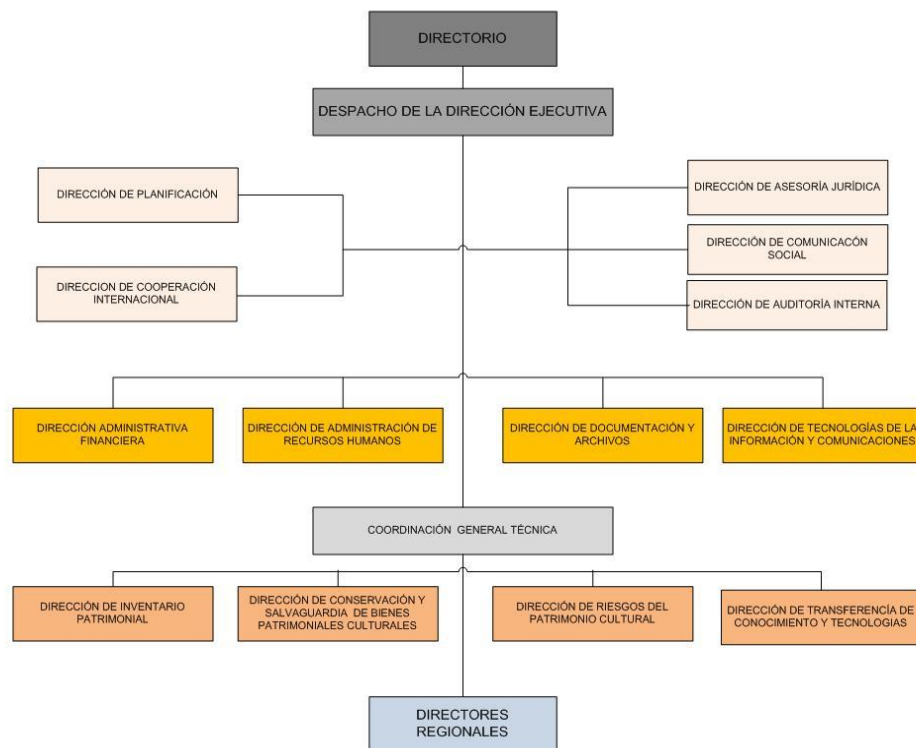 DIRECTORIO
DESPACHO DE LA DIRECCIÓN EJECUTIVA
DIRECCIÓN DE PLANIFICACIÓN
DIRECCION DE COOPERACIÓN
INTERNACIONAL
DIRECCIÓN DE ASESORÍA JURÍDICA
DIRECCIÓN DE COMUNICACÓN
SOCIAL
DIRECCIÓN DE AUDITORÍA INTERNA
DIRECCIÓN ADMINISTRATIVA
FINANCIERA
DIRECCIÓN DE ADMINISTRACIÓN DE
RECURSOS HUMANOS
DIRECCIÓN DE DOCUMENTACIÓN Y
ARCHIVOS
DIRECCIÓN DE TECNOLOGÍAS DE LA
INFORMACIÓN Y COMUNICACIONES
COORDINACIÓN GENERAL TÉCNICA
DIRECCIÓN DE INVENTARIO
PATRIMONIAL
DIRECCIÓN DE CONSERVACIÓN Y
SALVAGUARDIA DE BIENES
PATRIMONIALES CULTURALES
DIRECCIÓN DE RIESGOS DEL
PATRIMONIO CULTURAL
DIRECCIÓN DE TRANSFERENCÍA DE
CONOCIMIENTO Y TECNOLOGIAS
DIRECTORES
REGIONALES